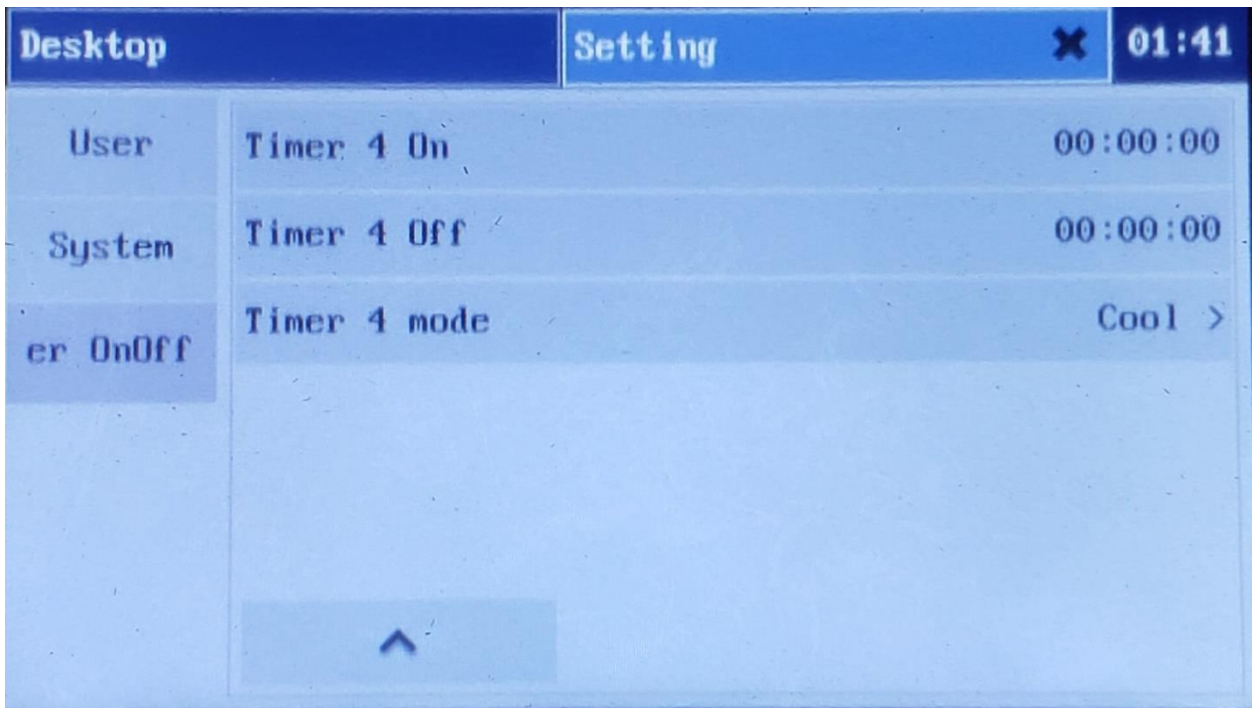 Desktop Setting 01:41
User
System
er OnOff
Timer 4 On 00:00:00
Timer 4 Off 00:00:00
Timer 4 mode Cool >